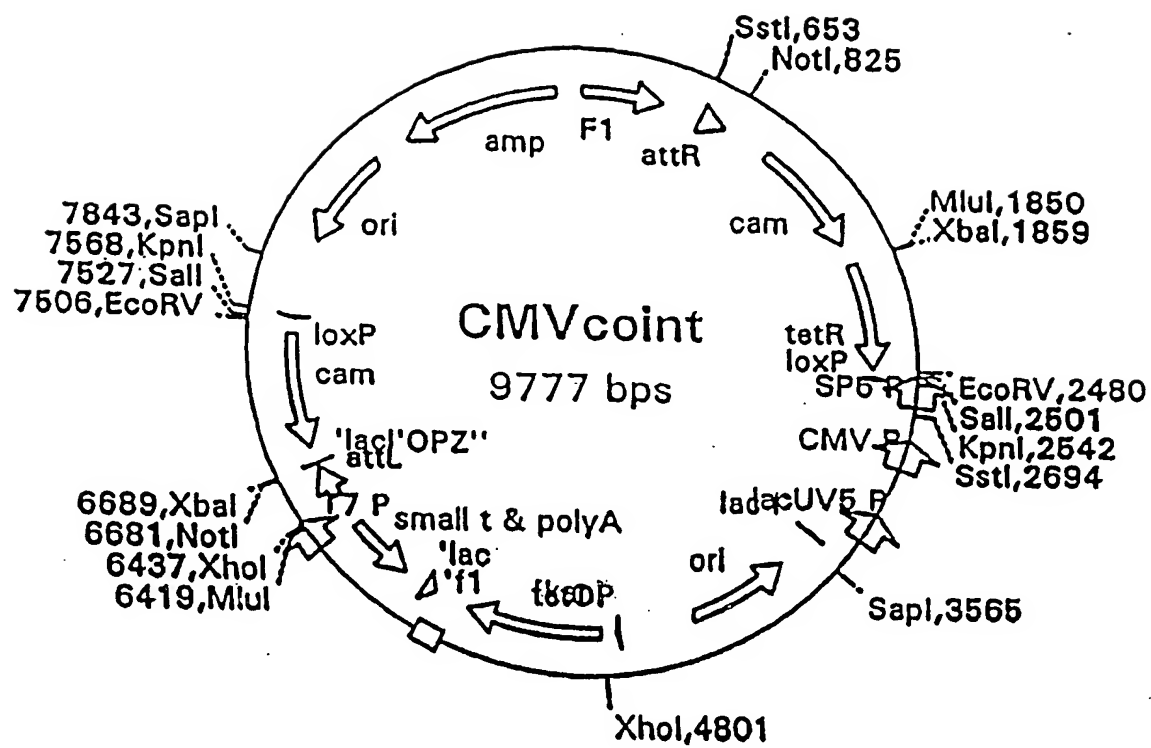 SstI,653
NotI,825
F1
amp
attR
ori
cam
MluI,1850
XbaI,1859
7843,SapI
7568,KpnI
7527,SalI
7506,EcoRV
loxP
cam
CMVcoint
9777 bps
tetR
loxP
SP6 P
EcoRV,2480
SalI,2501
KpnI,2542
SstI,2694
CMV P
'lacI'OPZ''
attL
6689,XbaI
6681,NotI
6437,XhoI
6419,MluI
T7 P
small t & polyA
'lac
'f1
lacUV5 P
ori
SapI,3565
XhoI,4801